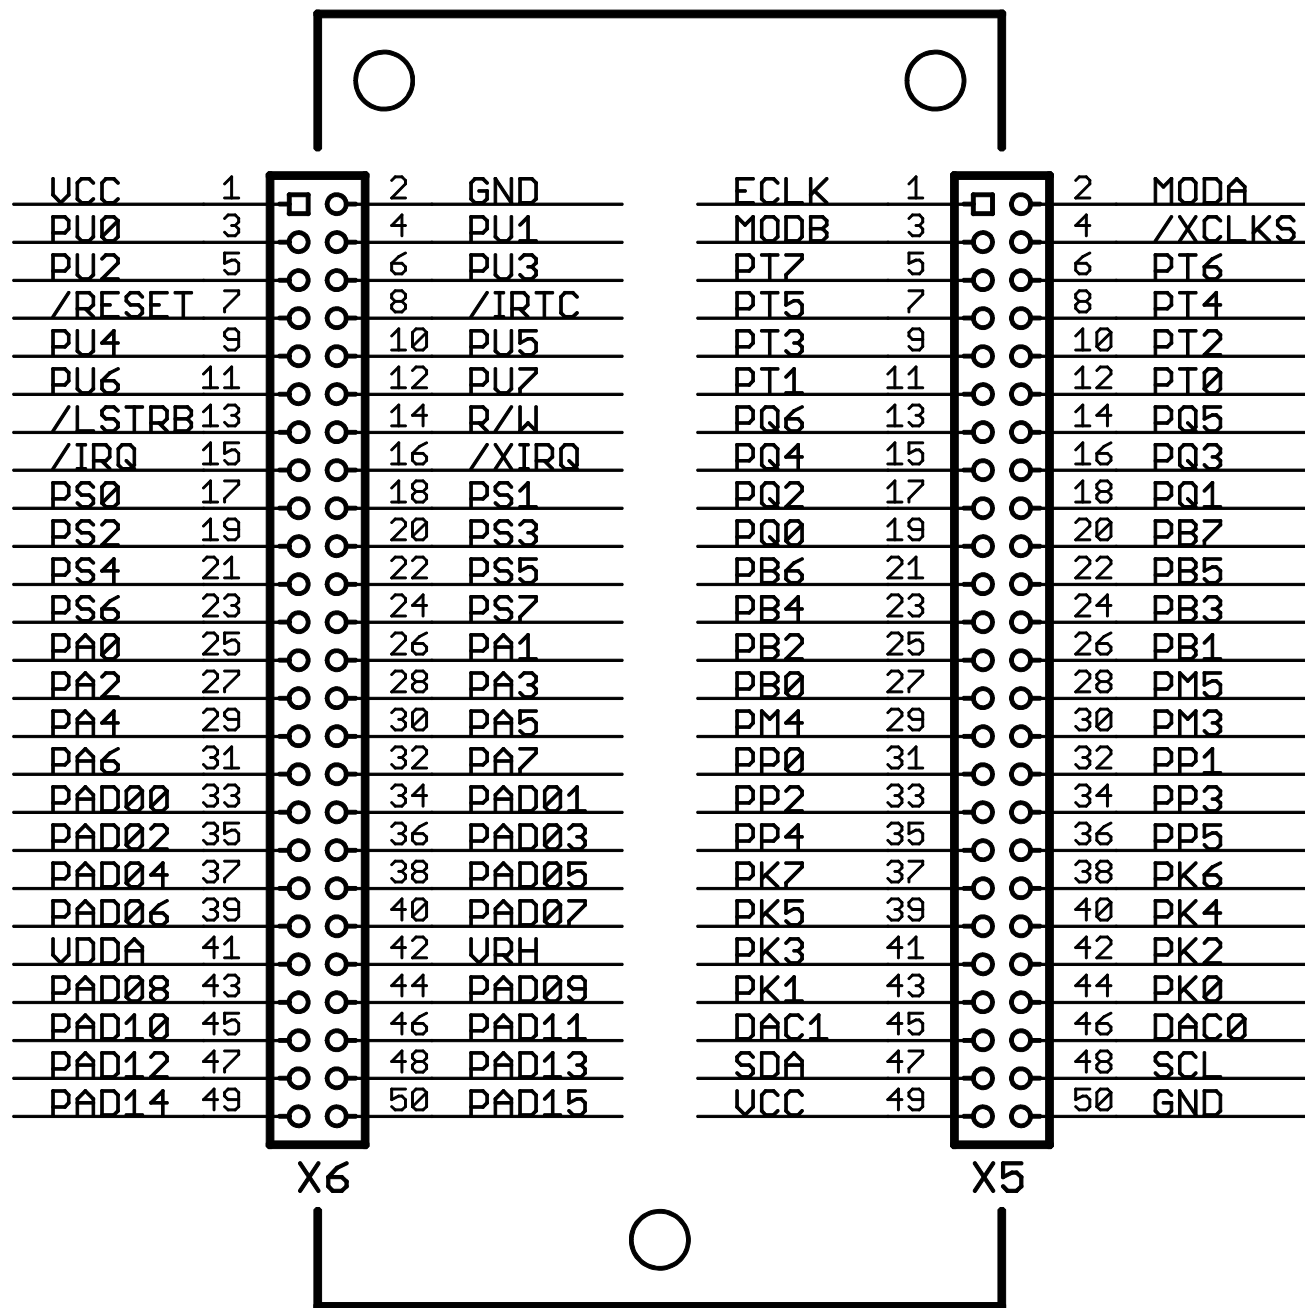 VCC 1 2 GND ECLK 1 2 MODA
PU0 3 4 PU1 MODB 3 4 /XCLKS
PU2 5 6 PU3 PT7 5 6 PT6
/RESET 7 8 /IRTC PT5 7 8 PT4
PU4 9 10 PU5 PT3 9 10 PT2
PU6 11 12 PU7 PT1 11 12 PT0
/LSTRB 13 14 R/W PQ6 13 14 PQ5
/IRQ 15 16 /XIRQ PQ4 15 16 PQ3
PS0 17 18 PS1 PQ2 17 18 PQ1
PS2 19 20 PS3 PQ0 19 20 PB7
PS4 21 22 PS5 PB6 21 22 PB5
PS6 23 24 PS7 PB4 23 24 PB3
PA0 25 26 PA1 PB2 25 26 PB1
PA2 27 28 PA3 PB0 27 28 PM5
PA4 29 30 PA5 PM4 29 30 PM3
PA6 31 32 PA7 PP0 31 32 PP1
PAD00 33 34 PAD01 PP2 33 34 PP3
PAD02 35 36 PAD03 PP4 35 36 PP5
PAD04 37 38 PAD05 PK7 37 38 PK6
PAD06 39 40 PAD07 PK5 39 40 PK4
VDDA 41 42 VRH PK3 41 42 PK2
PAD08 43 44 PAD09 PK1 43 44 PK0
PAD10 45 46 PAD11 DAC1 45 46 DAC0
PAD12 47 48 PAD13 SDA 47 48 SCL
PAD14 49 50 PAD15 VCC 49 50 GND
X6 X5